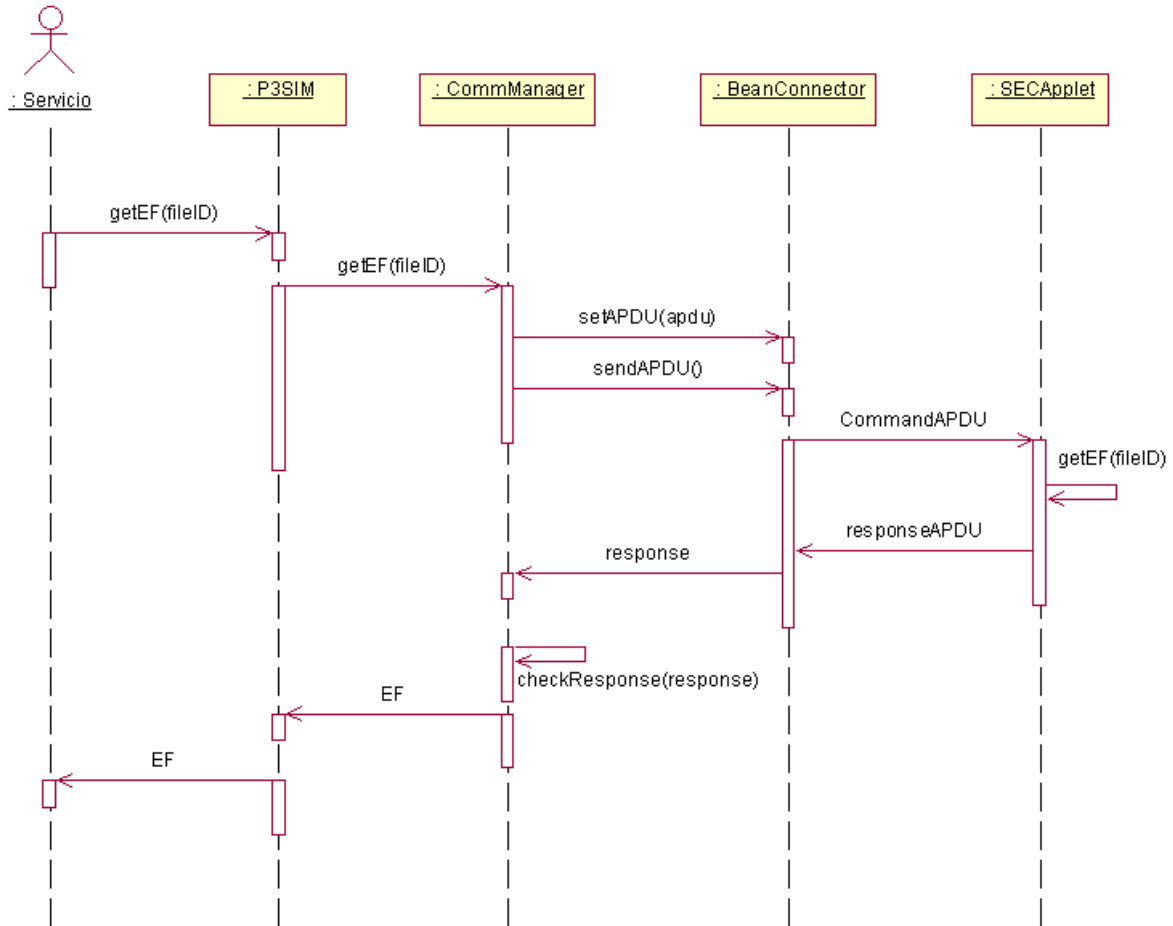 : Servicio
: P3SIM
: CommManager
: BeanConnector
: SECApplet
getEF(fileID)
getEF(fileID)
setAPDU(apdu)
sendAPDU()
CommandAPDU
getEF(fileID)
responseAPDU
response
checkResponse(response)
EF
EF